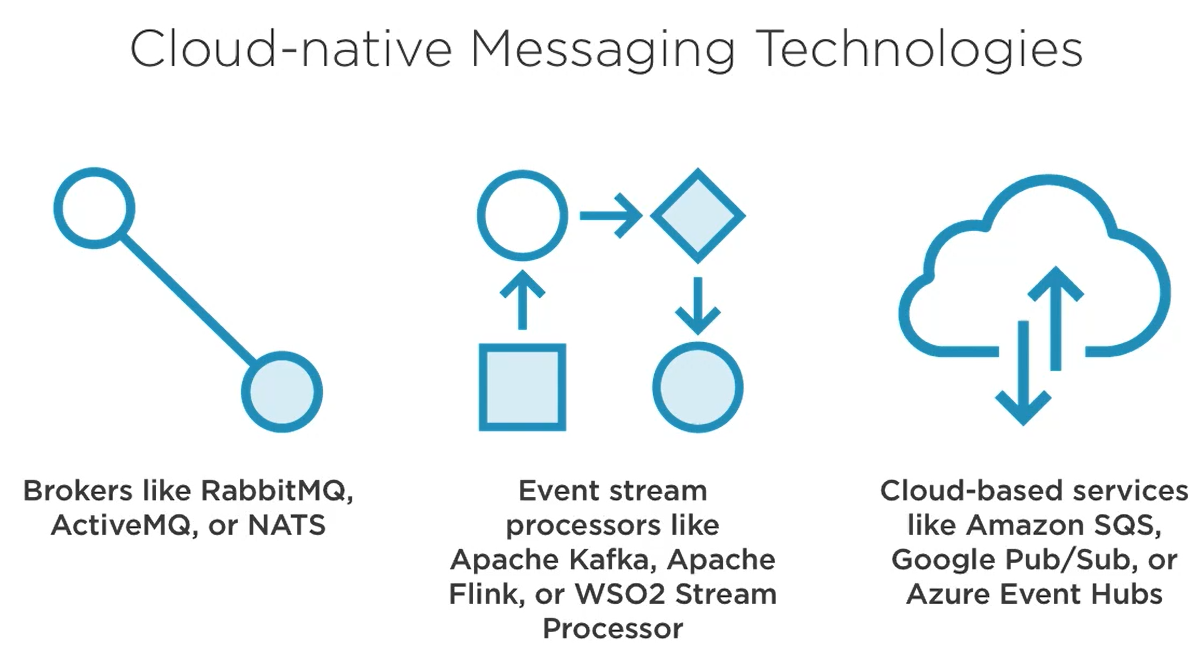 Cloud-native Messaging Technologies
Brokers like RabbitMQ,
ActiveMQ, or NATS
Event stream
processors like
Apache Kafka, Apache
Flink, or WSO2 Stream
Processor
Cloud-based services
like Amazon SQS,
Google Pub/Sub, or
Azure Event Hubs